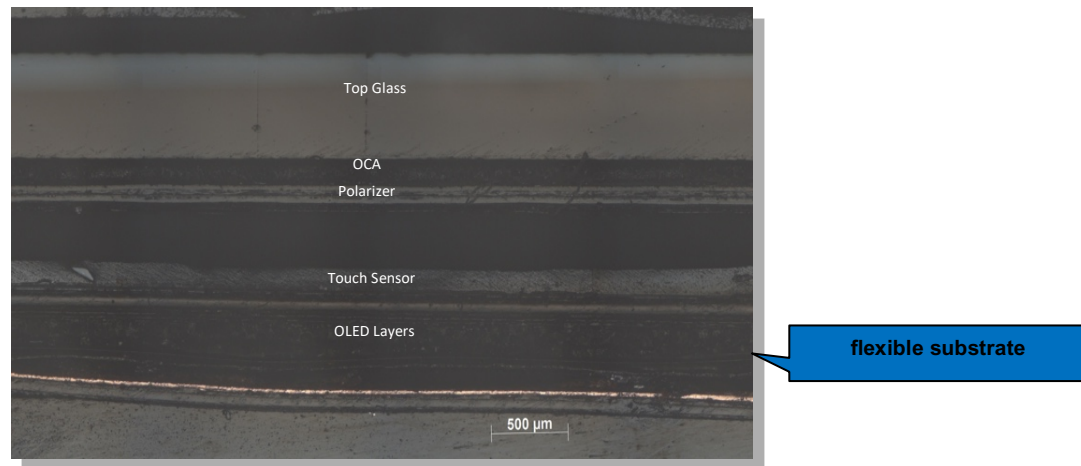 Top Glass
OCA
Polarizer
Touch Sensor
OLED Layers
flexible substrate
500 µm